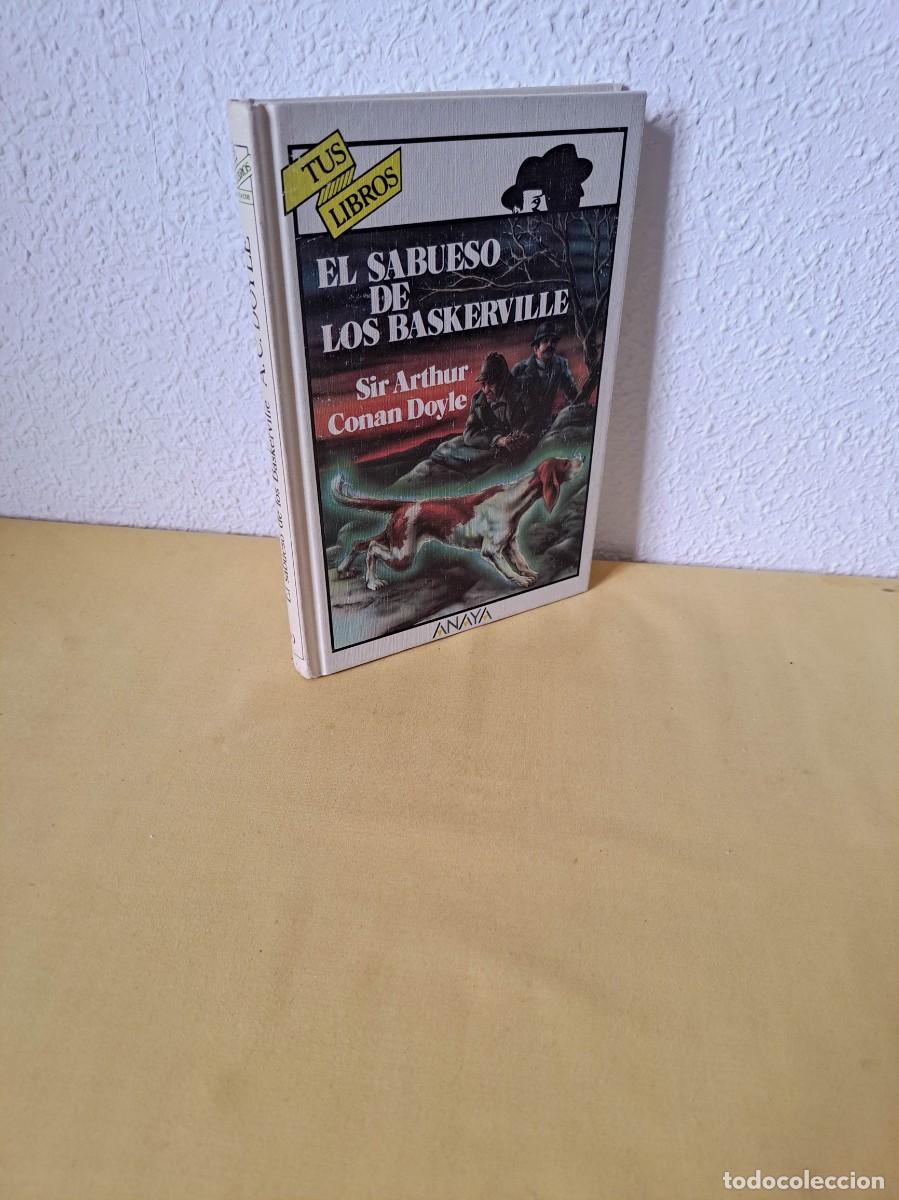 TUS
LIBROS
EL SABUESO
DE
LOS BASKERVILLE
Sir Arthur
Conan Doyle
ANAYA
El sabueso de los Baskerville A. C. DOYLE
todocoleccion